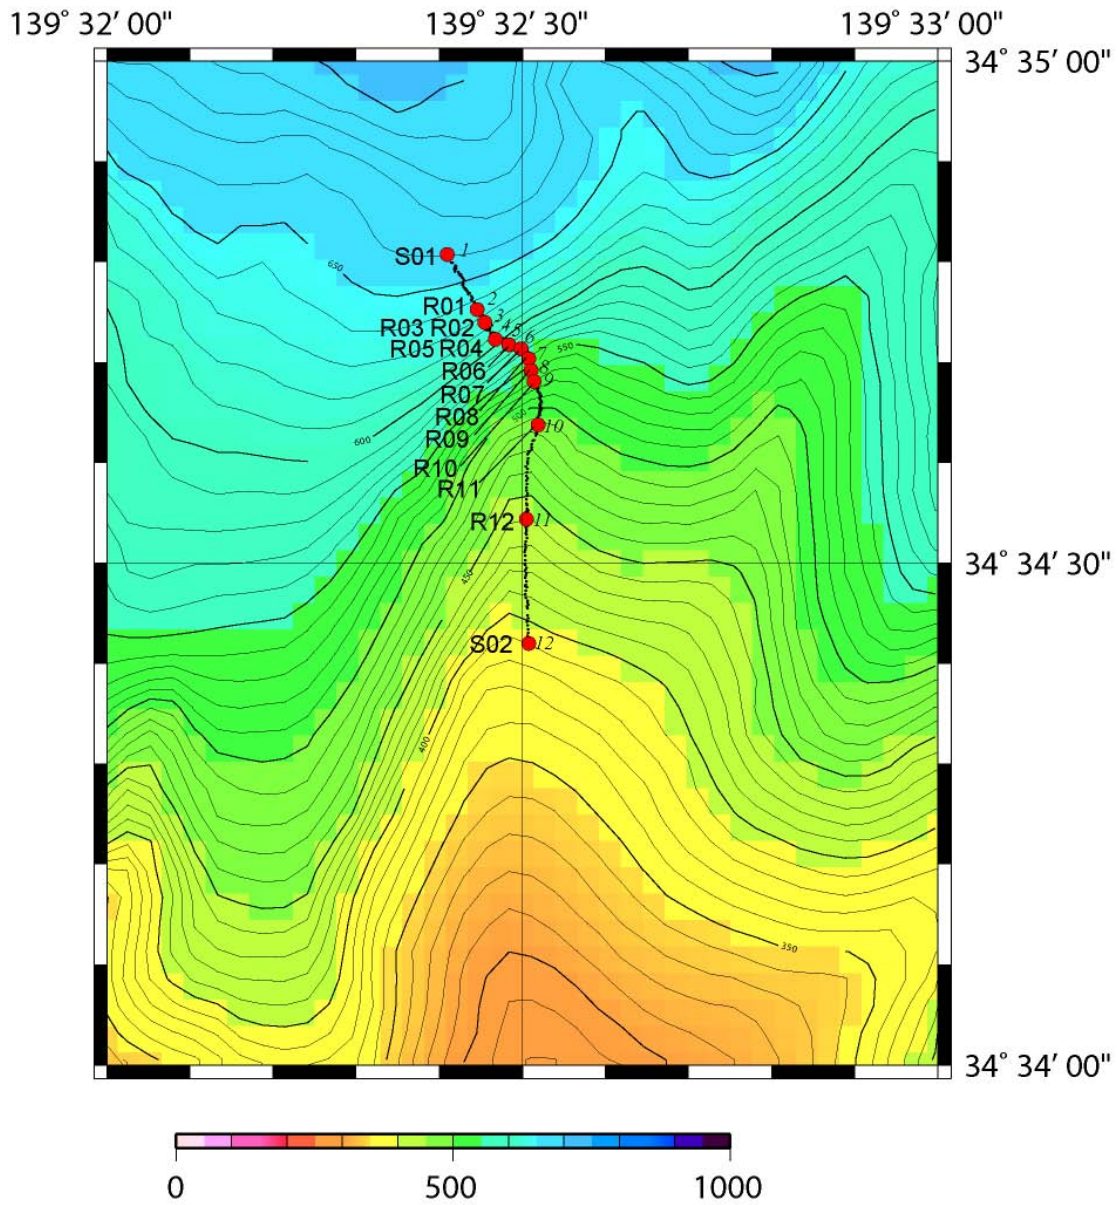 139° 32′ 00" 139° 32′ 30" 139° 33′ 00"
34° 35′ 00"
S01 1
650
R01 2
R03 R02 3
4 5 6
R05 R04 7
550
R06 8
R07 9
500
R08 10
R09
600
R10
R11
R12 11
34° 34′ 30"
450
S02 12
400
350
34° 34′ 00"
0 500 1000